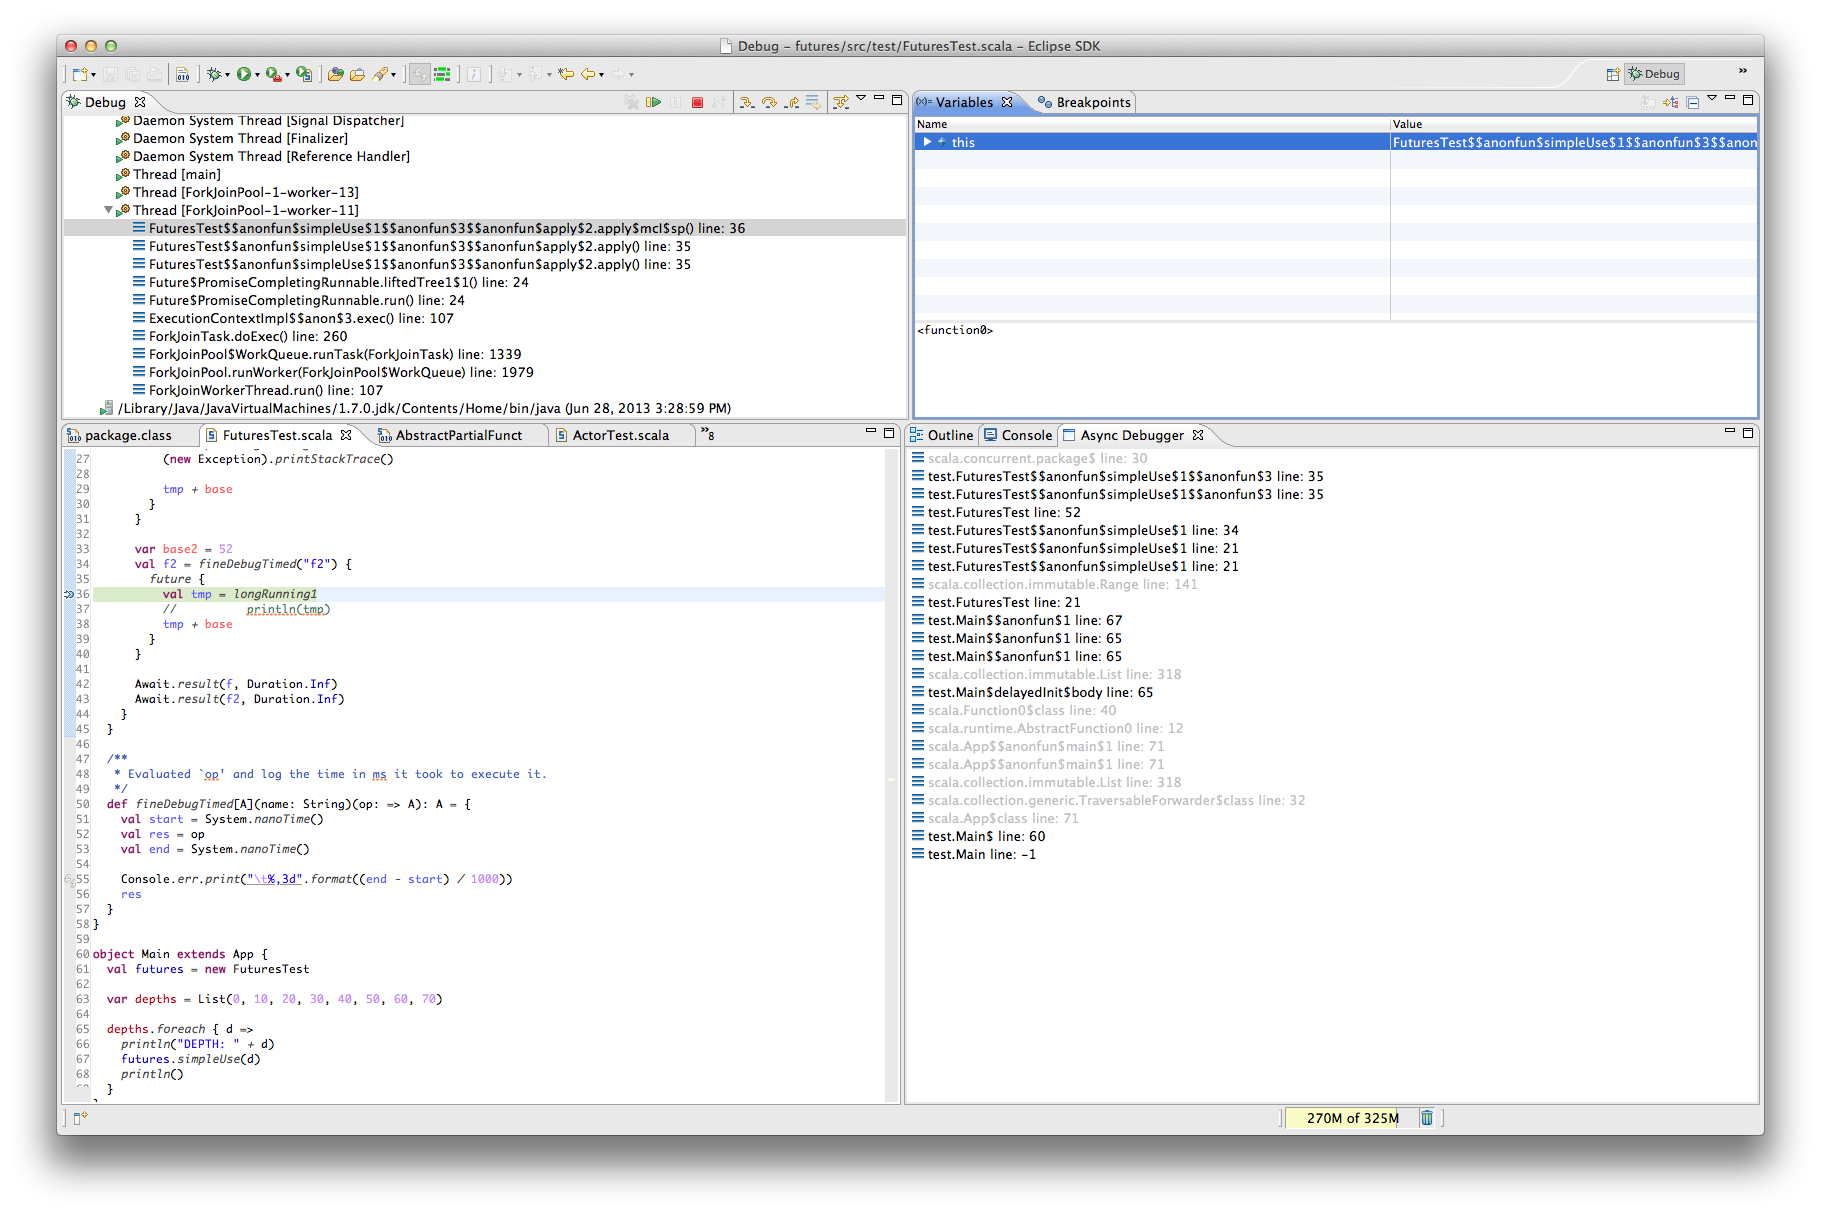 Debug – futures/src/test/FuturesTest.scala – Eclipse SDK
Debug
»
Debug
Daemon System Thread [Signal Dispatcher]
Daemon System Thread [Finalizer]
Daemon System Thread [Reference Handler]
Thread [main]
Thread [ForkJoinPool-1-worker-13]
Thread [ForkJoinPool-1-worker-11]
FuturesTest$$anonfun$simpleUse$1$$anonfun$3$$anonfun$apply$2.apply$mcI$sp() line: 36
FuturesTest$$anonfun$simpleUse$1$$anonfun$3$$anonfun$apply$2.apply() line: 35
FuturesTest$$anonfun$simpleUse$1$$anonfun$3$$anonfun$apply$2.apply() line: 35
Future$PromiseCompletingRunnable.liftedTree1$1() line: 24
Future$PromiseCompletingRunnable.run() line: 24
ExecutionContextImpl$$anon$3.exec() line: 107
ForkJoinTask.doExec() line: 260
ForkJoinPool$WorkQueue.runTask(ForkJoinTask) line: 1339
ForkJoinPool.runWorker(ForkJoinPool$WorkQueue) line: 1979
ForkJoinWorkerThread.run() line: 107
/Library/Java/JavaVirtualMachines/1.7.0.jdk/Contents/Home/bin/java (Jun 28, 2013 3:28:59 PM)
(x)= Variables Breakpoints
Name Value
this FuturesTest$$anonfun$simpleUse$1$$anonfun$3$$anon
<function0>
package.class FuturesTest.scala AbstractPartialFunct ActorTest.scala »8
27 (new Exception).printStackTrace()
28
29 tmp + base
30 }
31 }
32
33 var base2 = 52
34 val f2 = fineDebugTimed("f2") {
35 future {
36 val tmp = longRunning1
37 // println(tmp)
38 tmp + base
39 }
40 }
41
42 Await.result(f, Duration.Inf)
43 Await.result(f2, Duration.Inf)
44 }
45 }
46
47 /**
48 * Evaluated `op' and log the time in ms it took to execute it.
49 */
50 def fineDebugTimed[A](name: String)(op: => A): A = {
51 val start = System.nanoTime()
52 val res = op
53 val end = System.nanoTime()
54
55 Console.err.print("\t%,3d".format((end - start) / 1000))
56 res
57 }
58 }
59
60 object Main extends App {
61 val futures = new FuturesTest
62
63 var depths = List(0, 10, 20, 30, 40, 50, 60, 70)
64
65 depths.foreach { d =>
66 println("DEPTH: " + d)
67 futures.simpleUse(d)
68 println()
}
Outline Console Async Debugger
scala.concurrent.package$ line: 30
test.FuturesTest$$anonfun$simpleUse$1$$anonfun$3 line: 35
test.FuturesTest$$anonfun$simpleUse$1$$anonfun$3 line: 35
test.FuturesTest line: 52
test.FuturesTest$$anonfun$simpleUse$1 line: 34
test.FuturesTest$$anonfun$simpleUse$1 line: 21
test.FuturesTest$$anonfun$simpleUse$1 line: 21
scala.collection.immutable.Range line: 141
test.FuturesTest line: 21
test.Main$$anonfun$1 line: 67
test.Main$$anonfun$1 line: 65
test.Main$$anonfun$1 line: 65
scala.collection.immutable.List line: 318
test.Main$delayedInit$body line: 65
scala.Function0$class line: 40
scala.runtime.AbstractFunction0 line: 12
scala.App$$anonfun$main$1 line: 71
scala.App$$anonfun$main$1 line: 71
scala.collection.immutable.List line: 318
scala.collection.generic.TraversableForwarder$class line: 32
scala.App$class line: 71
test.Main$ line: 60
test.Main line: -1
270M of 325M